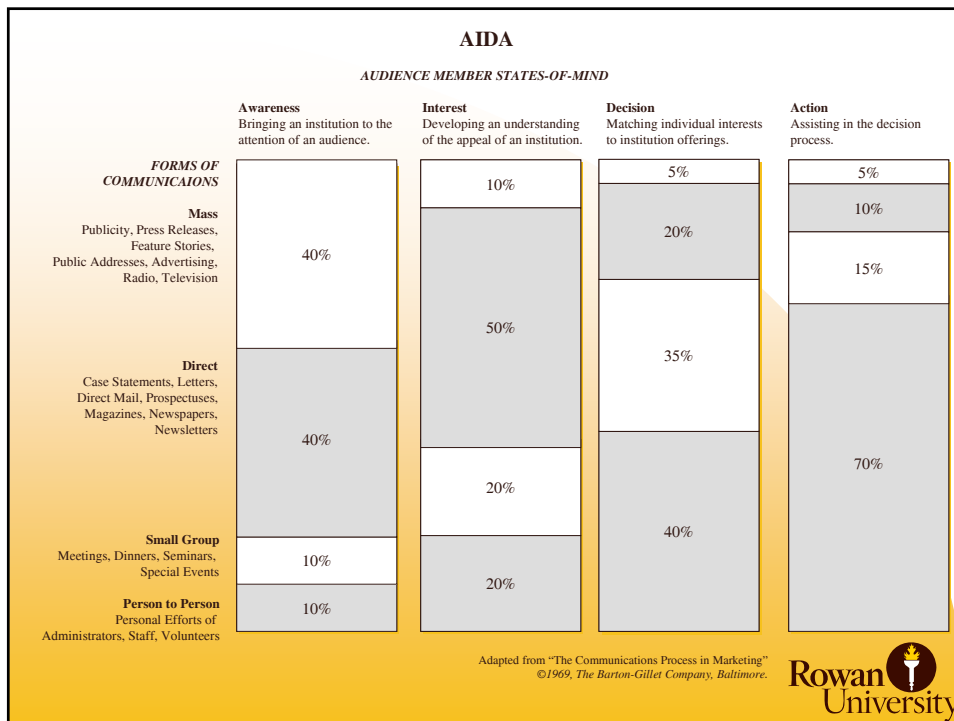 AIDA
AUDIENCE MEMBER STATES-OF-MIND
Awareness
Bringing an institution to the
attention of an audience.
Interest
Developing an understanding
of the appeal of an institution.
Decision
Matching individual interests
to institution offerings.
Action
Assisting in the decision
process.
FORMS OF
COMMUNICAIONS
Mass
Publicity, Press Releases,
Feature Stories,
Public Addresses, Advertising,
Radio, Television
Direct
Case Statements, Letters,
Direct Mail, Prospectuses,
Magazines, Newspapers,
Newsletters
Small Group
Meetings, Dinners, Seminars,
Special Events
Person to Person
Personal Efforts of
Administrators, Staff, Volunteers
40%
40%
10%
10%
10%
50%
20%
20%
5%
20%
35%
40%
5%
10%
15%
70%
Adapted from “The Communications Process in Marketing”
©1969, The Barton-Gillet Company, Baltimore.
Rowan
University